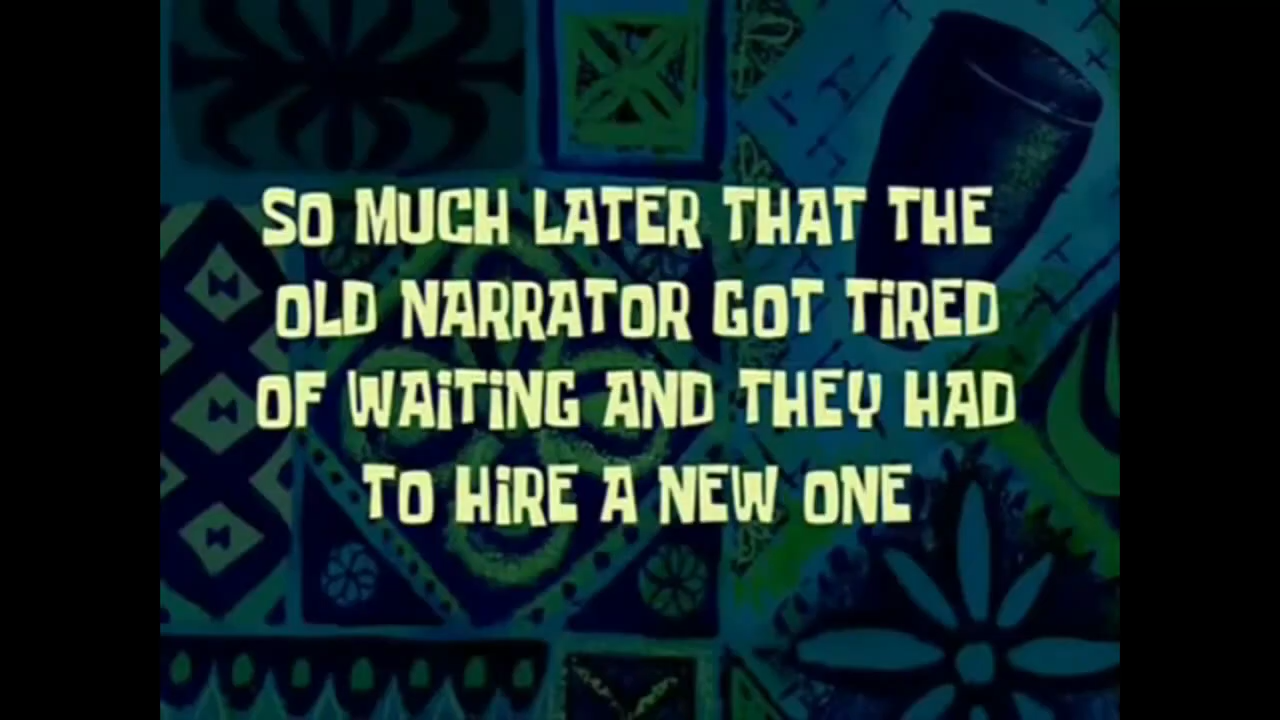 SO MUCH LATER THAT THE
OLD NARRATOR GOT TiRED
OF WAiTiNG AND THEY HAD
TO HiRE A NEW ONE